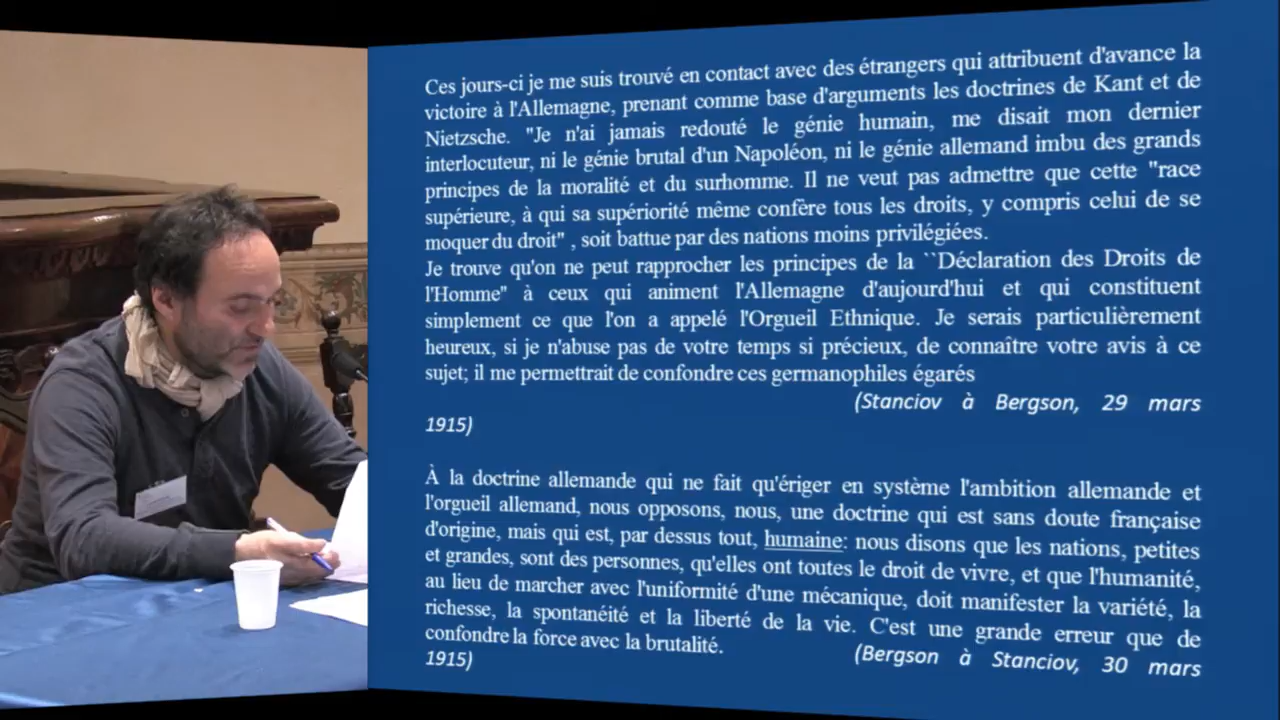 Ces jours-ci je me suis trouvé en contact avec des étrangers qui attribuent d'avance la
victoire à l'Allemagne, prenant comme base d'arguments les doctrines de Kant et de
Nietzsche. "Je n'ai jamais redouté le génie humain, me disait mon dernier
interlocuteur, ni le génie brutal d'un Napoléon, ni le génie allemand imbu des grands
principes de la moralité et du surhomme. Il ne veut pas admettre que cette "race
supérieure, à qui sa supériorité même confère tous les droits, y compris celui de se
moquer du droit" , soit battue par des nations moins privilégiées.
Je trouve qu'on ne peut rapprocher les principes de la ``Déclaration des Droits de
l'Homme" à ceux qui animent l'Allemagne d'aujourd'hui et qui constituent
simplement ce que l'on a appelé l'Orgueil Ethnique. Je serais particulièrement
heureux, si je n'abuse pas de votre temps si précieux, de connaître votre avis à ce
sujet; il me permettrait de confondre ces germanophiles égarés
(Stanciov à Bergson, 29 mars
1915)
À la doctrine allemande qui ne fait qu'ériger en système l'ambition allemande et
l'orgueil allemand, nous opposons, nous, une doctrine qui est sans doute française
d'origine, mais qui est, par dessus tout, humaine: nous disons que les nations, petites
et grandes, sont des personnes, qu'elles ont toutes le droit de vivre, et que l'humanité,
au lieu de marcher avec l'uniformité d'une mécanique, doit manifester la variété, la
richesse, la spontanéité et la liberté de la vie. C'est une grande erreur que de
confondre la force avec la brutalité. (Bergson à Stanciov, 30 mars
1915)